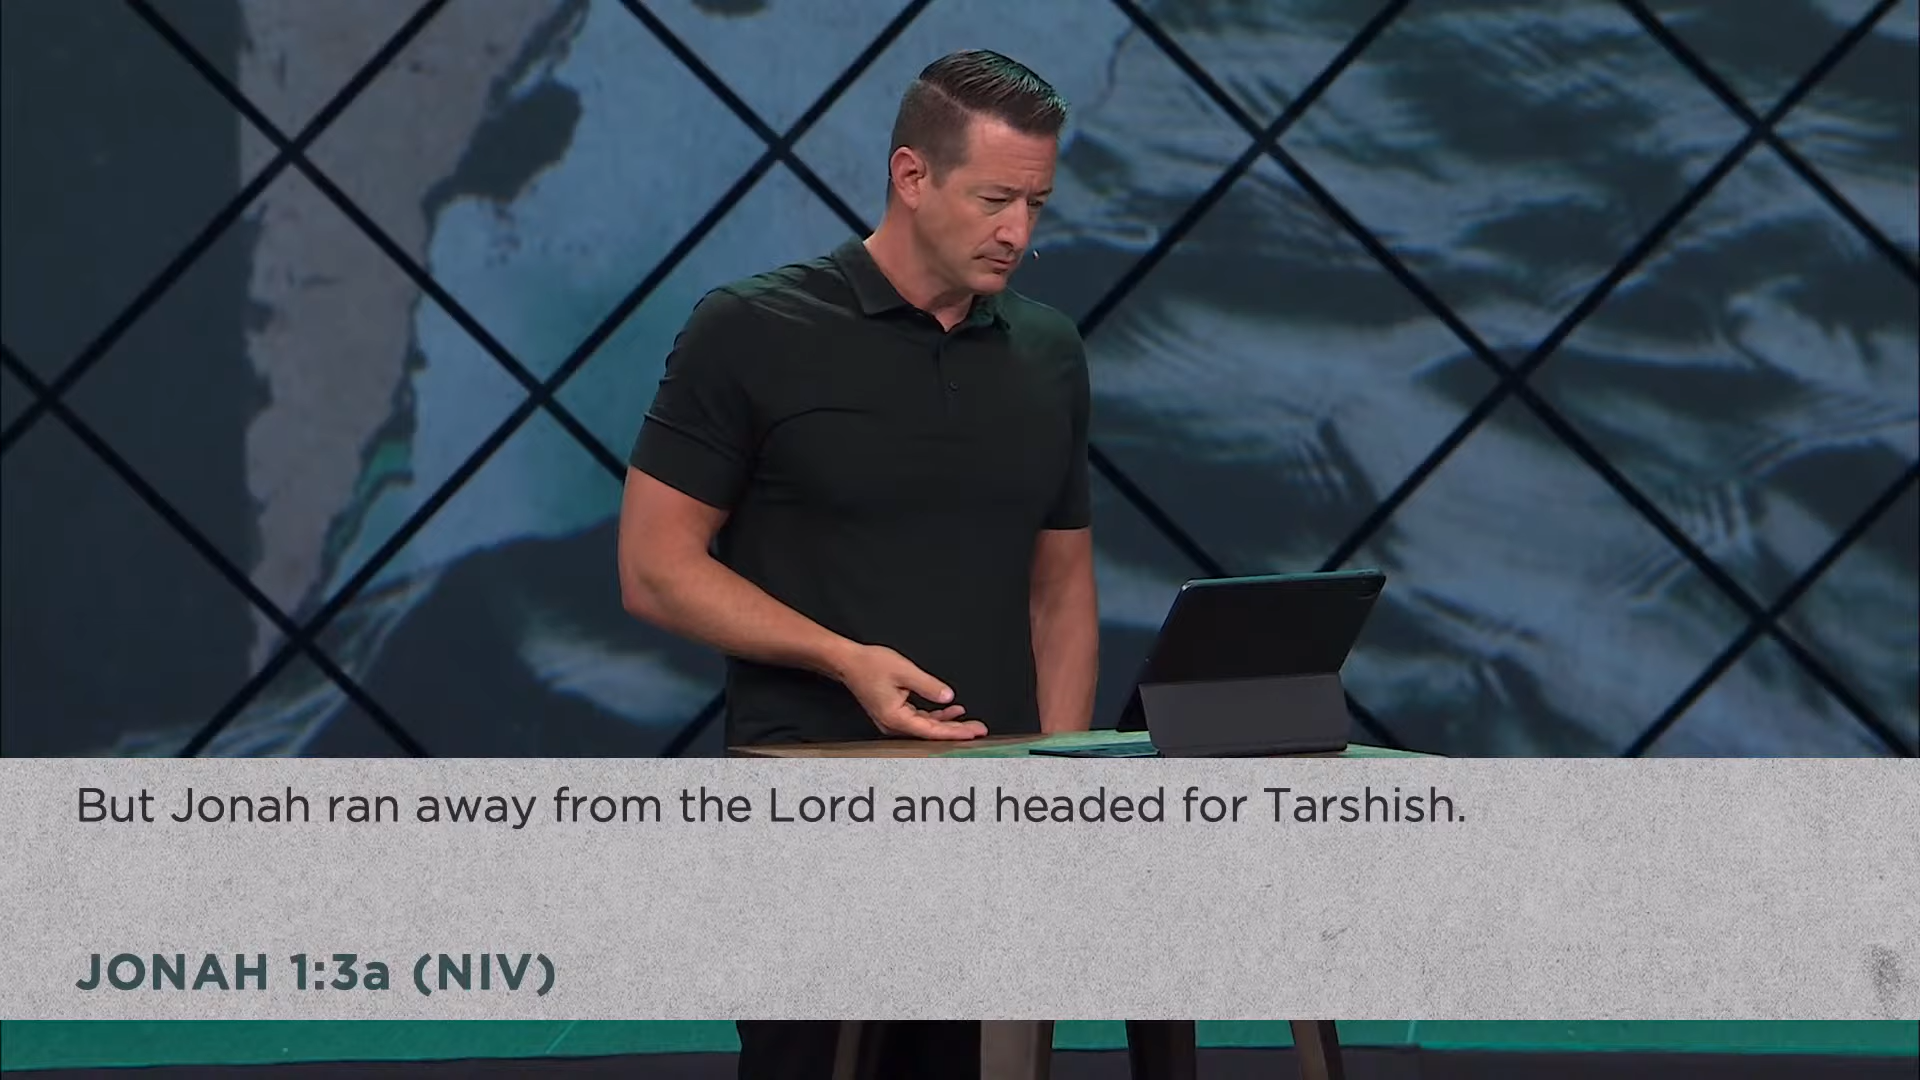 But Jonah ran away from the Lord and headed for Tarshish.
JONAH 1:3a (NIV)